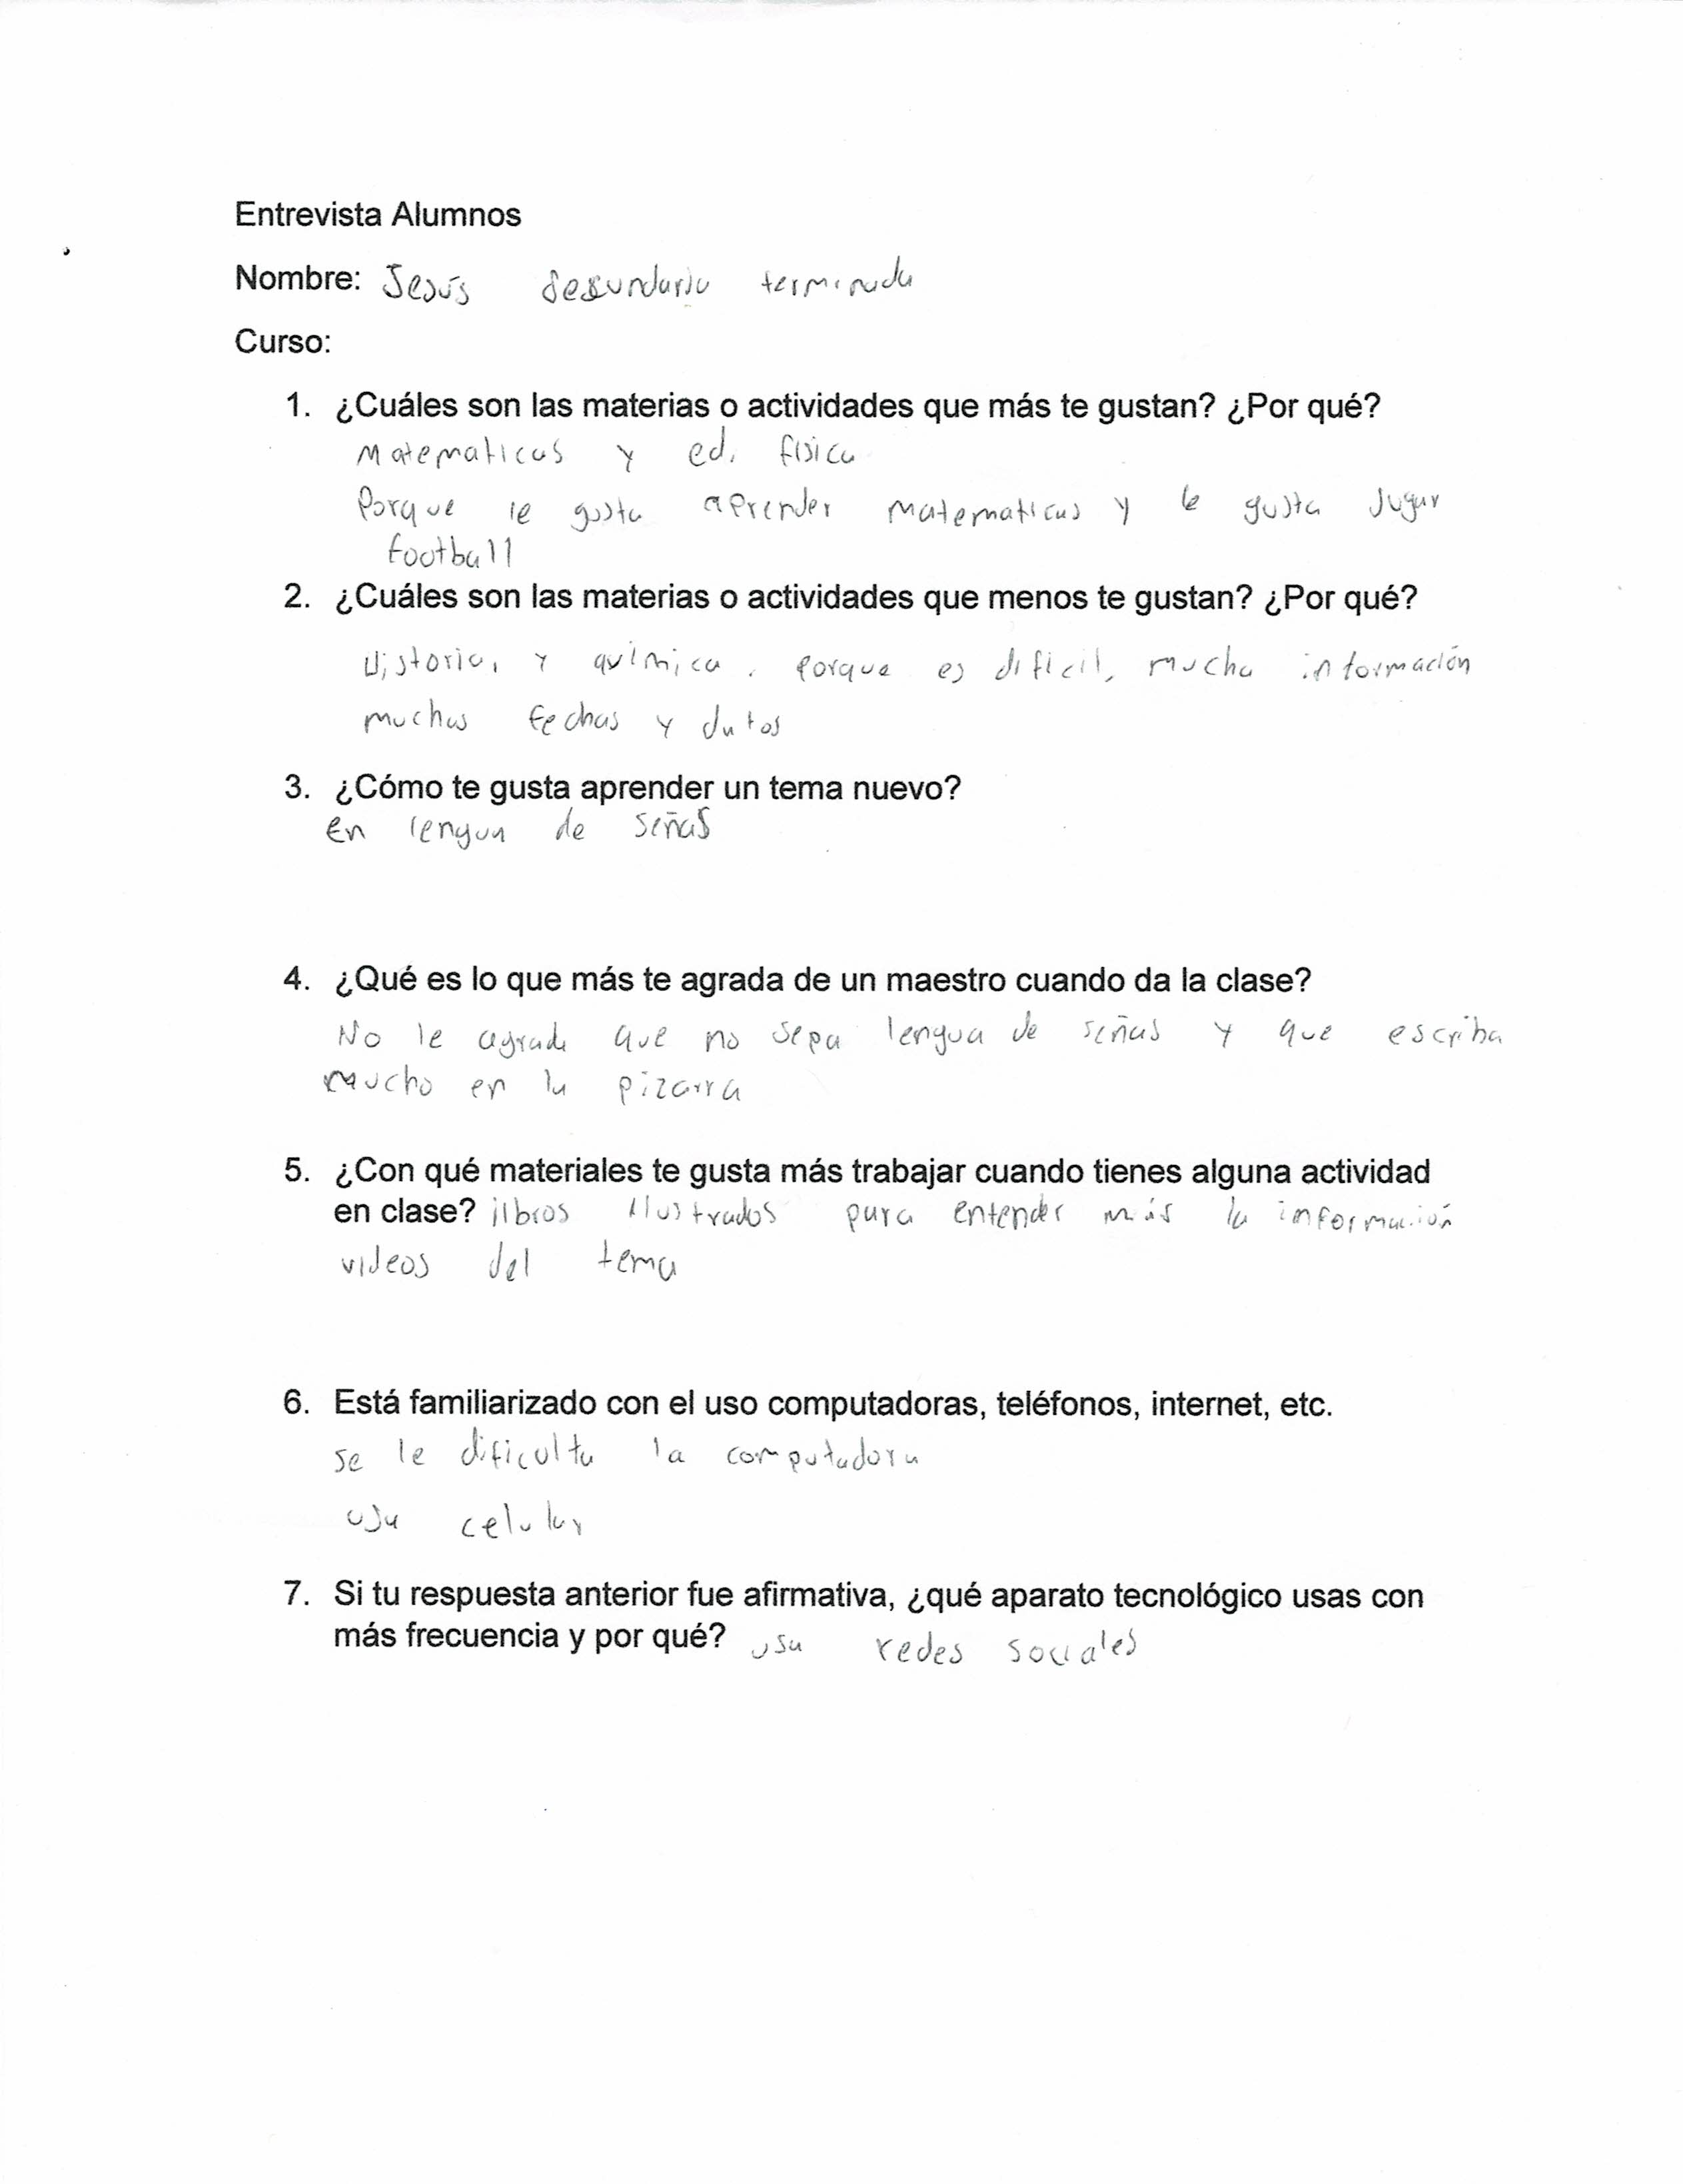 Entrevista Alumnos
Nombre: Jesús secundaria terminada
Curso:
1. ¿Cuáles son las materias o actividades que más te gustan? ¿Por qué?
Matematicas y ed. fisica
Porque le gusta aprender matematicas y le gusta Jugar
football
2. ¿Cuáles son las materias o actividades que menos te gustan? ¿Por qué?
Historia, y química. Porque es dificil, mucha información
muchas fechas y datos
3. ¿Cómo te gusta aprender un tema nuevo?
En lengua de señas
4. ¿Qué es lo que más te agrada de un maestro cuando da la clase?
No le agrada que no sepa lengua de señas y que escriba
mucho en la pizarra
5. ¿Con qué materiales te gusta más trabajar cuando tienes alguna actividad
en clase? libros ilustrados para entender más la información
videos del tema
6. Está familiarizado con el uso computadoras, teléfonos, internet, etc.
se le dificulta la computadora
usa celular
7. Si tu respuesta anterior fue afirmativa, ¿qué aparato tecnológico usas con
más frecuencia y por qué? usa redes sociales